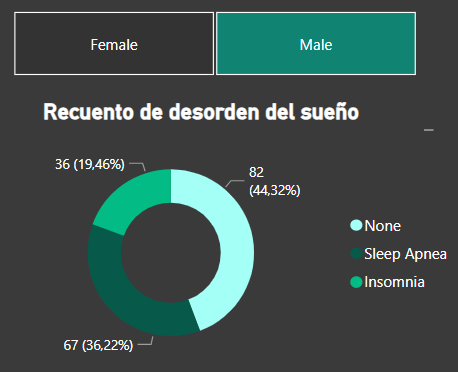 Female
Male
Recuento de desorden del sueño
36 (19,46%)
82
(44,32%)
None
Sleep Apnea
Insomnia
67 (36,22%)